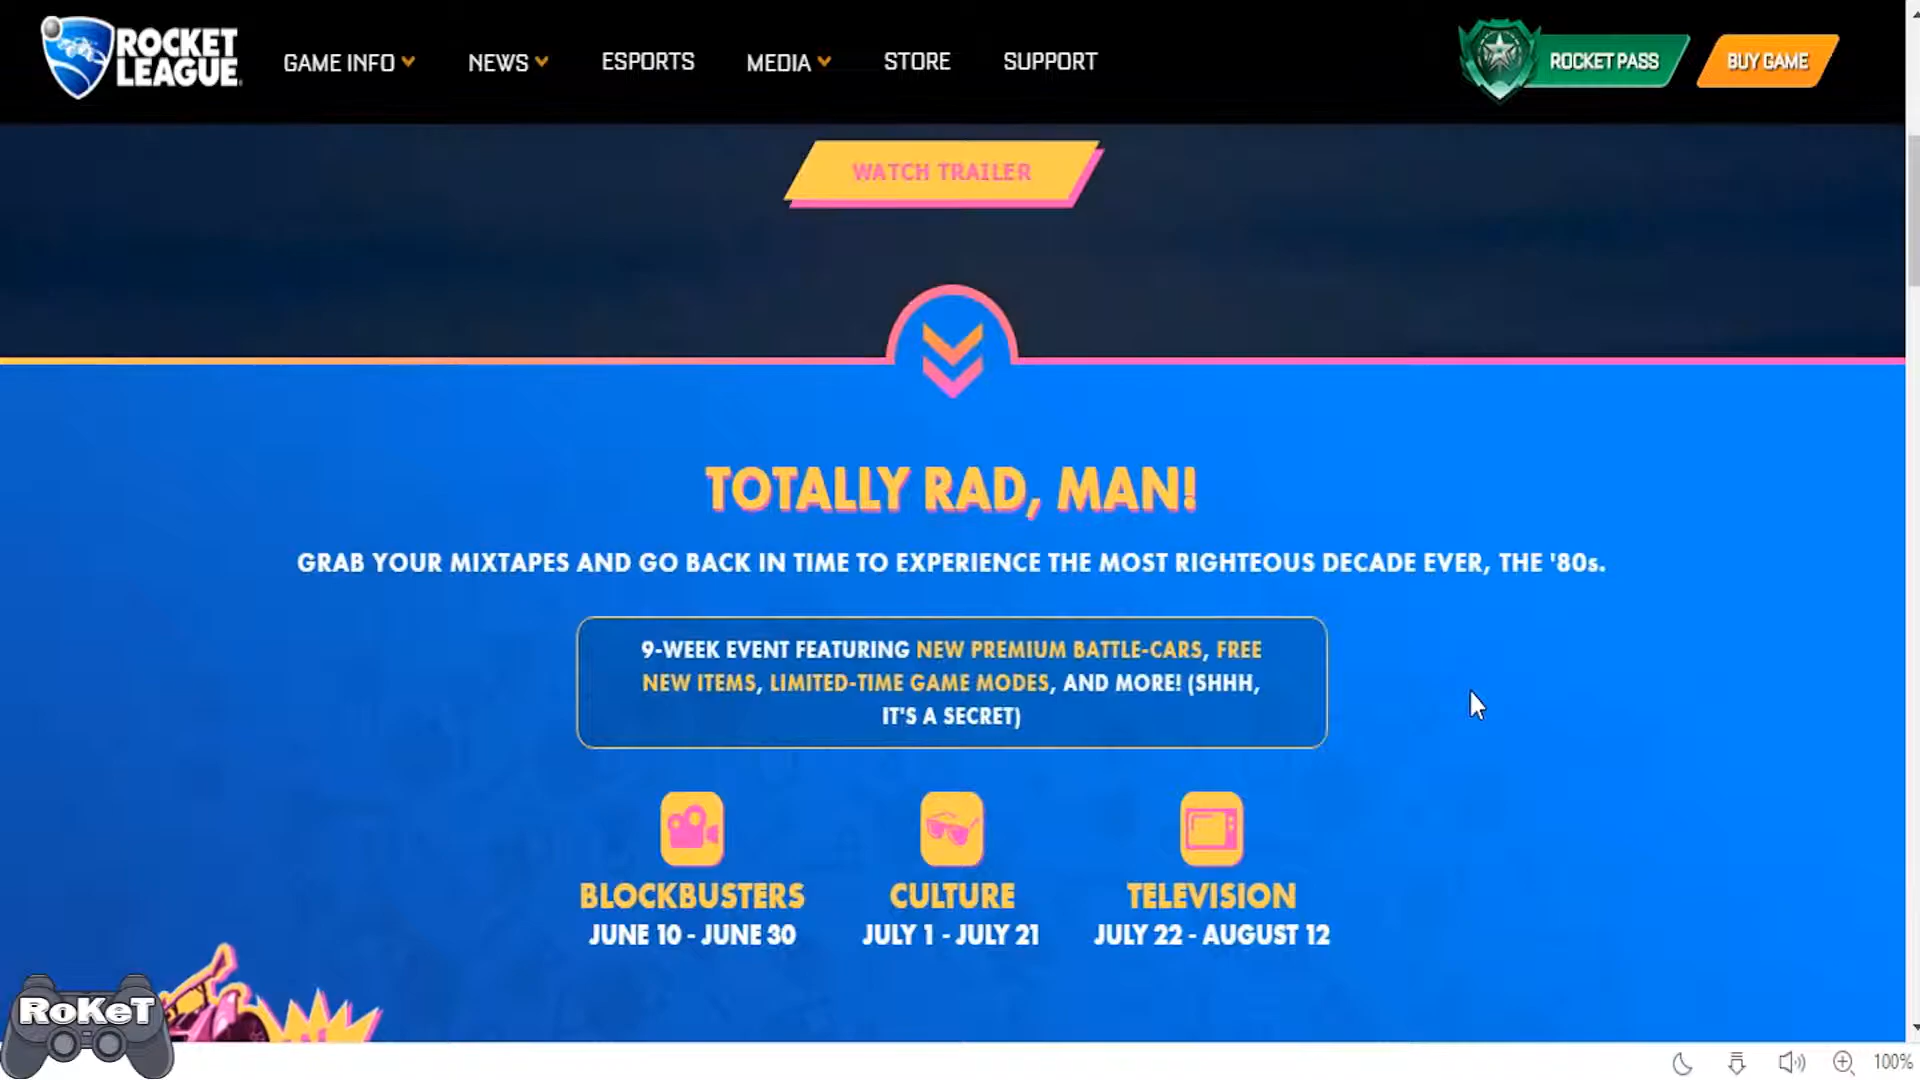 ROCKET
LEAGUE
GAME INFO
NEWS
ESPORTS
MEDIA
STORE
SUPPORT
ROCKET PASS
BUY GAME
WATCH TRAILER
TOTALLY RAD, MAN!
GRAB YOUR MIXTAPES AND GO BACK IN TIME TO EXPERIENCE THE MOST RIGHTEOUS DECADE EVER, THE '80s.
9-WEEK EVENT FEATURING NEW PREMIUM BATTLE-CARS, FREE
NEW ITEMS, LIMITED-TIME GAME MODES, AND MORE! (SHHH,
IT'S A SECRET)
BLOCKBUSTERS
JUNE 10 - JUNE 30
CULTURE
JULY 1 - JULY 21
TELEVISION
JULY 22 - AUGUST 12
RoKeT
100%